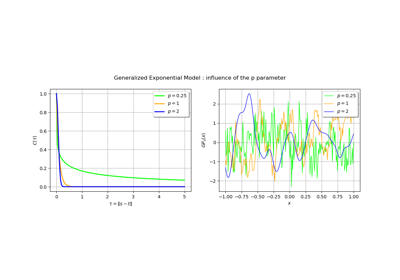 Generalized Exponential Model : influence of the p parameter
1.0
0.8
0.6
0.4
0.2
0.0
C(τ)
p = 0.25
p = 1
p = 2
0 1 2 3 4 5
τ = ||s − t||
2
1
0
−1
−2
p = 0.25
p = 1
p = 2
−1.00 −0.75 −0.50 −0.25 0.00 0.25 0.50 0.75 1.00
x